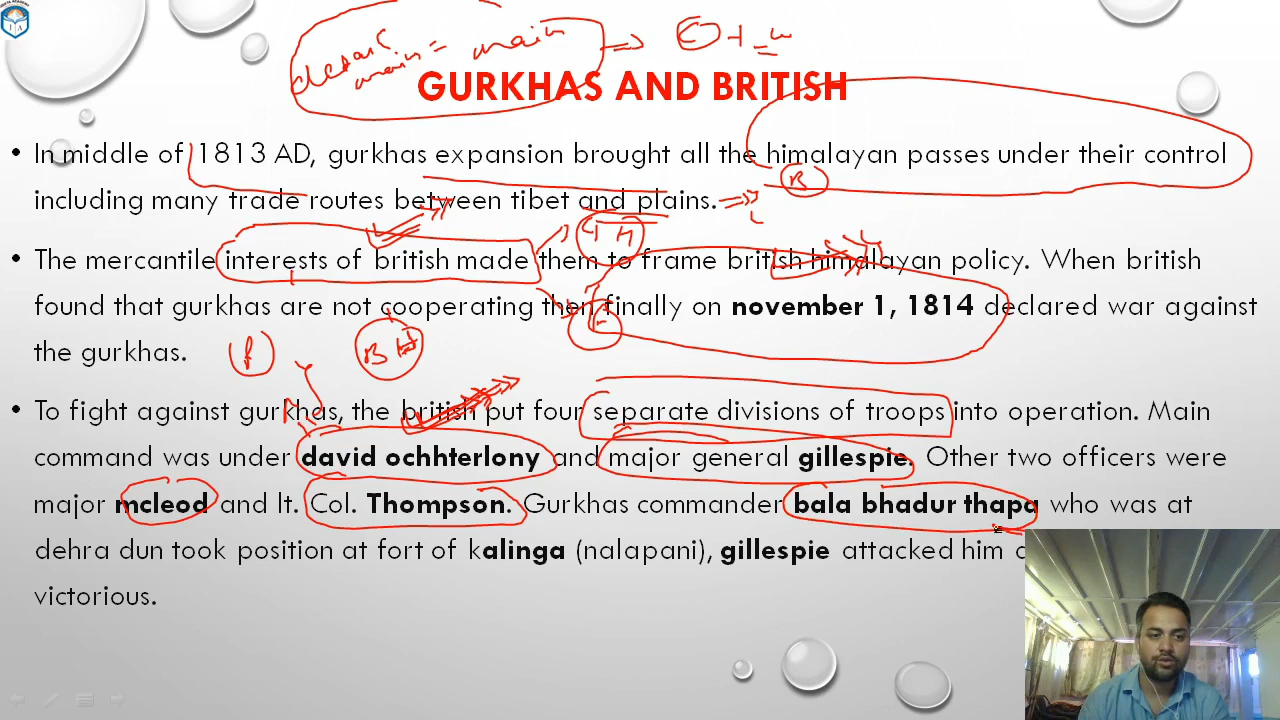 detail
main = main
GURKHAS AND BRITISH
• In middle of 1813 AD, gurkhas expansion brought all the himalayan passes under their control
including many trade routes between tibet and plains.
• The mercantile interests of british made them to frame british himalayan policy. When british
found that gurkhas are not cooperating then finally on november 1, 1814 declared war against
the gurkhas.
• To fight against gurkhas, the british put four separate divisions of troops into operation. Main
command was under david ochhterlony and major general gillespie. Other two officers were
major mcleod and lt. Col. Thompson. Gurkhas commander bala bhadur thapa who was at
dehra dun took position at fort of kalinga (nalapani), gillespie attacked him
victorious.